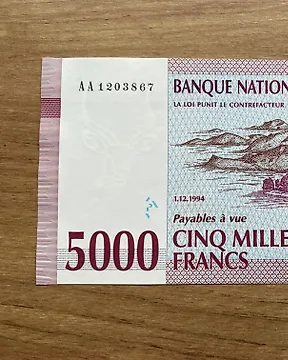 AA1203867
BANQUE NATION
LA LOI PUNIT LE CONTREFACTEUR
1.12.1994
Payables à vue
5000 CINQ MILLE
FRANCS